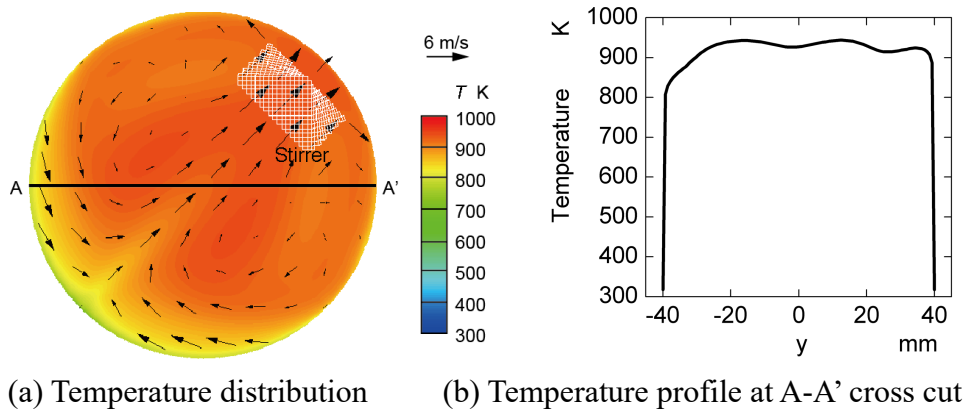 6 m/s
T K
1000
900
800
700
600
500
400
300
Stirrer
A
A'
(a) Temperature distribution
Temperature K
1000
900
800
700
600
500
400
300
-40
-20
0
20
40
y mm
(b) Temperature profile at A-A’ cross cut